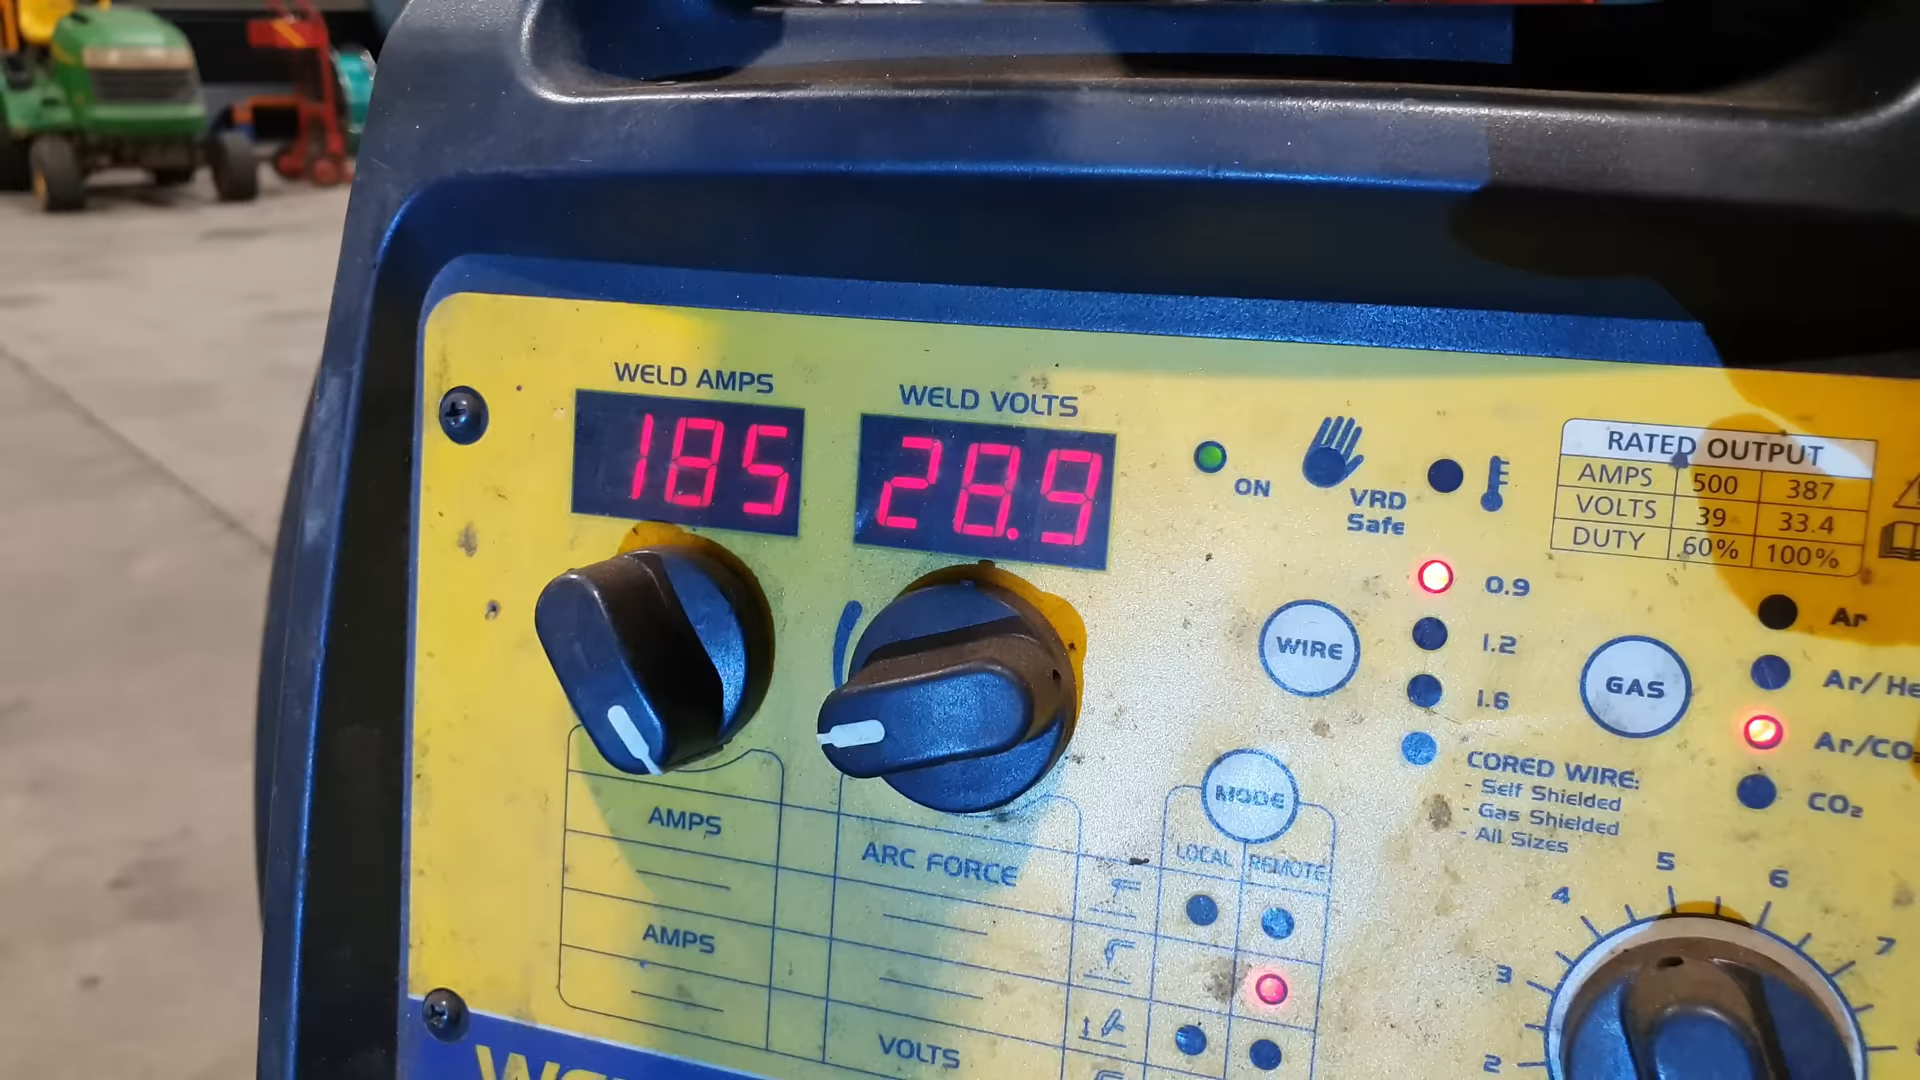 WELD AMPS
WELD VOLTS
185
28.9
ON
VRD
Safe
RATED OUTPUT
AMPS 500 387
VOLTS 39 33.4
DUTY 60% 100%
WIRE
0.9
1.2
1.6
CORED WIRE:
- Self Shielded
- Gas Shielded
- All Sizes
GAS
Ar
Ar/He
Ar/CO₂
CO₂
MODE
LOCAL REMOTE
AMPS
ARC FORCE
AMPS
VOLTS
2
3
4
5
6
7